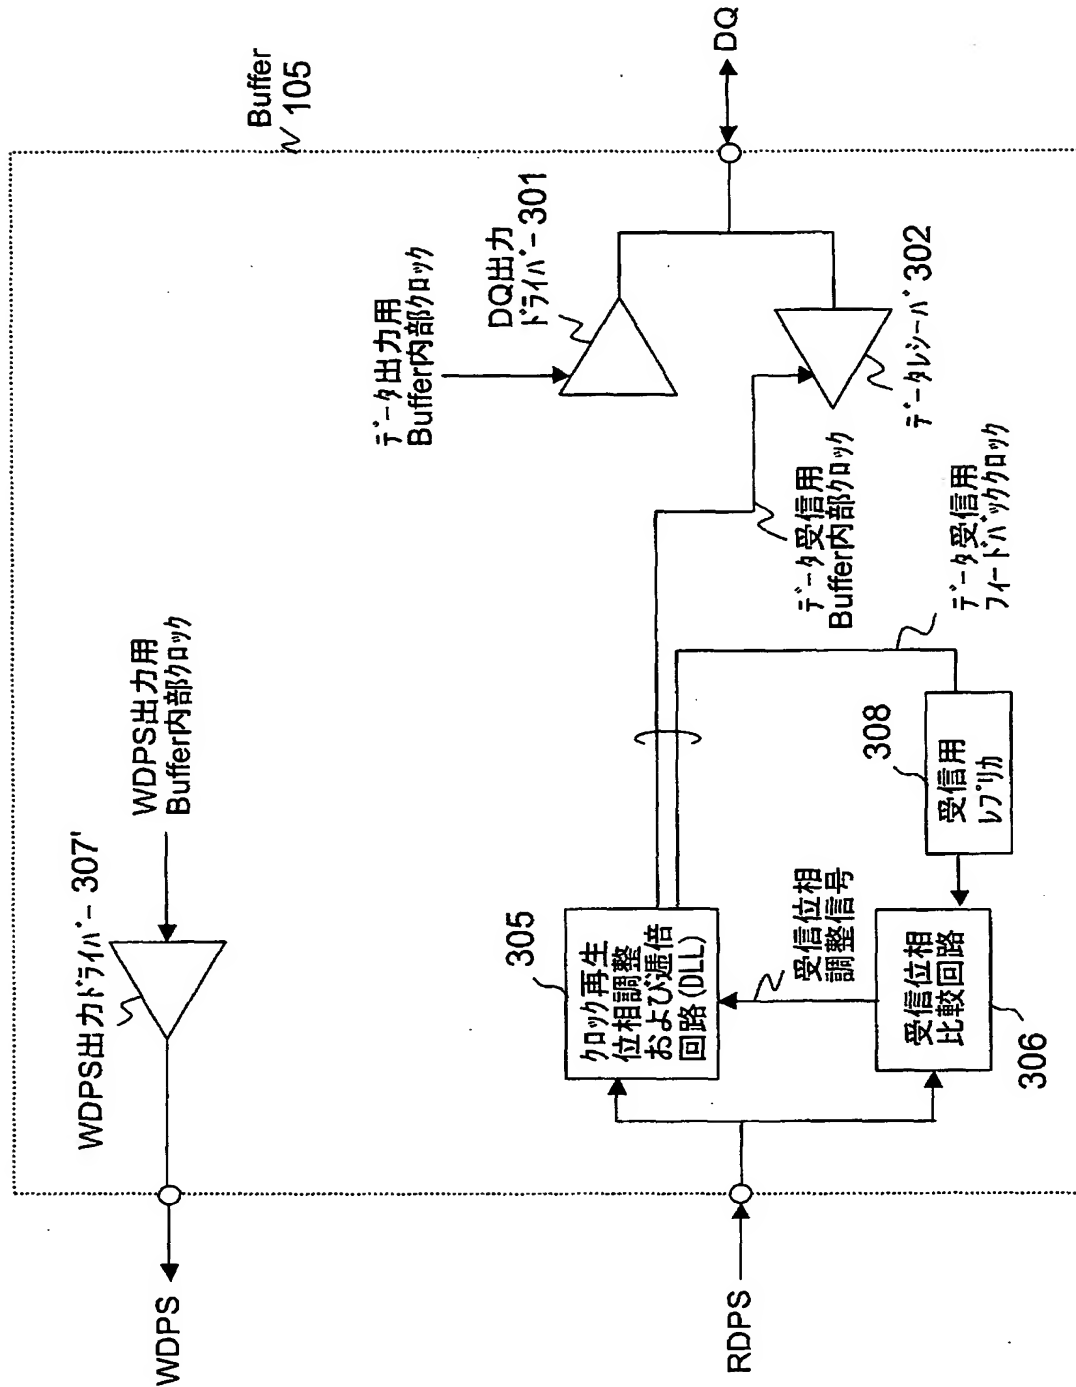 Buffer
105
WDPS
WDPS出力ドライバー 307'
WDPS出力用
Buffer内部クロック
データ出力用
Buffer内部クロック
DQ出力
ドライバー 301
DQ
データレシーバ 302
データ受信用
Buffer内部クロック
データ受信用
フィードバッククロック
305
クロック再生
位相調整
および逓倍
回路(DLL)
受信位相
調整信号
受信位相
比較回路
306
308
受信用
レプリカ
RDPS